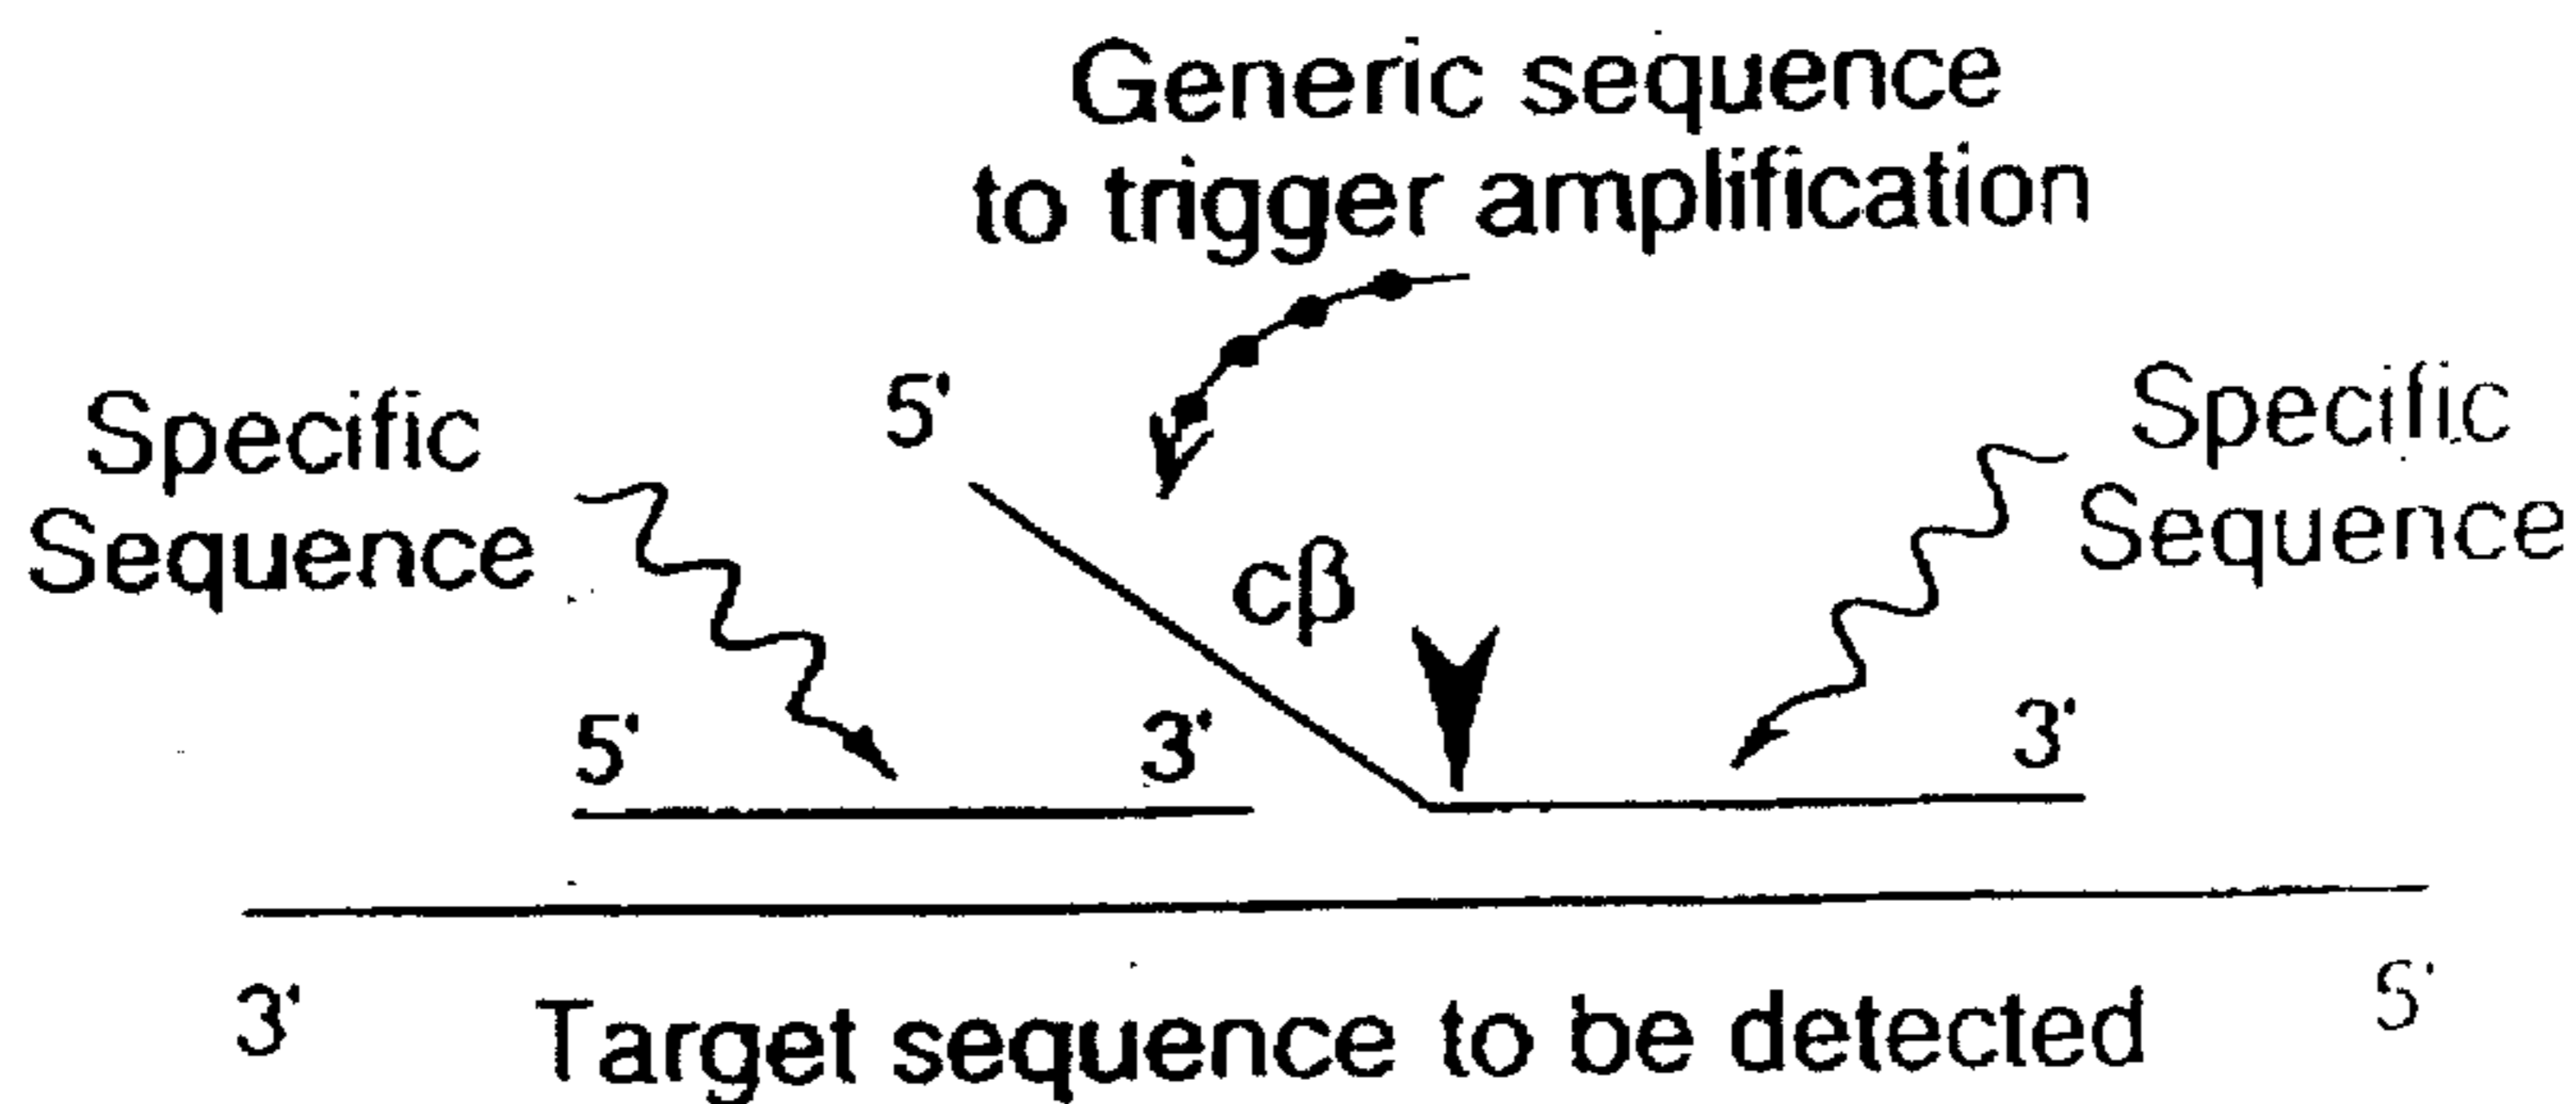 Generic sequence
to trigger amplification
Specific
Sequence
5'
cβ
Specific
Sequence
5'
3'
3'
3'
Target sequence to be detected
5'